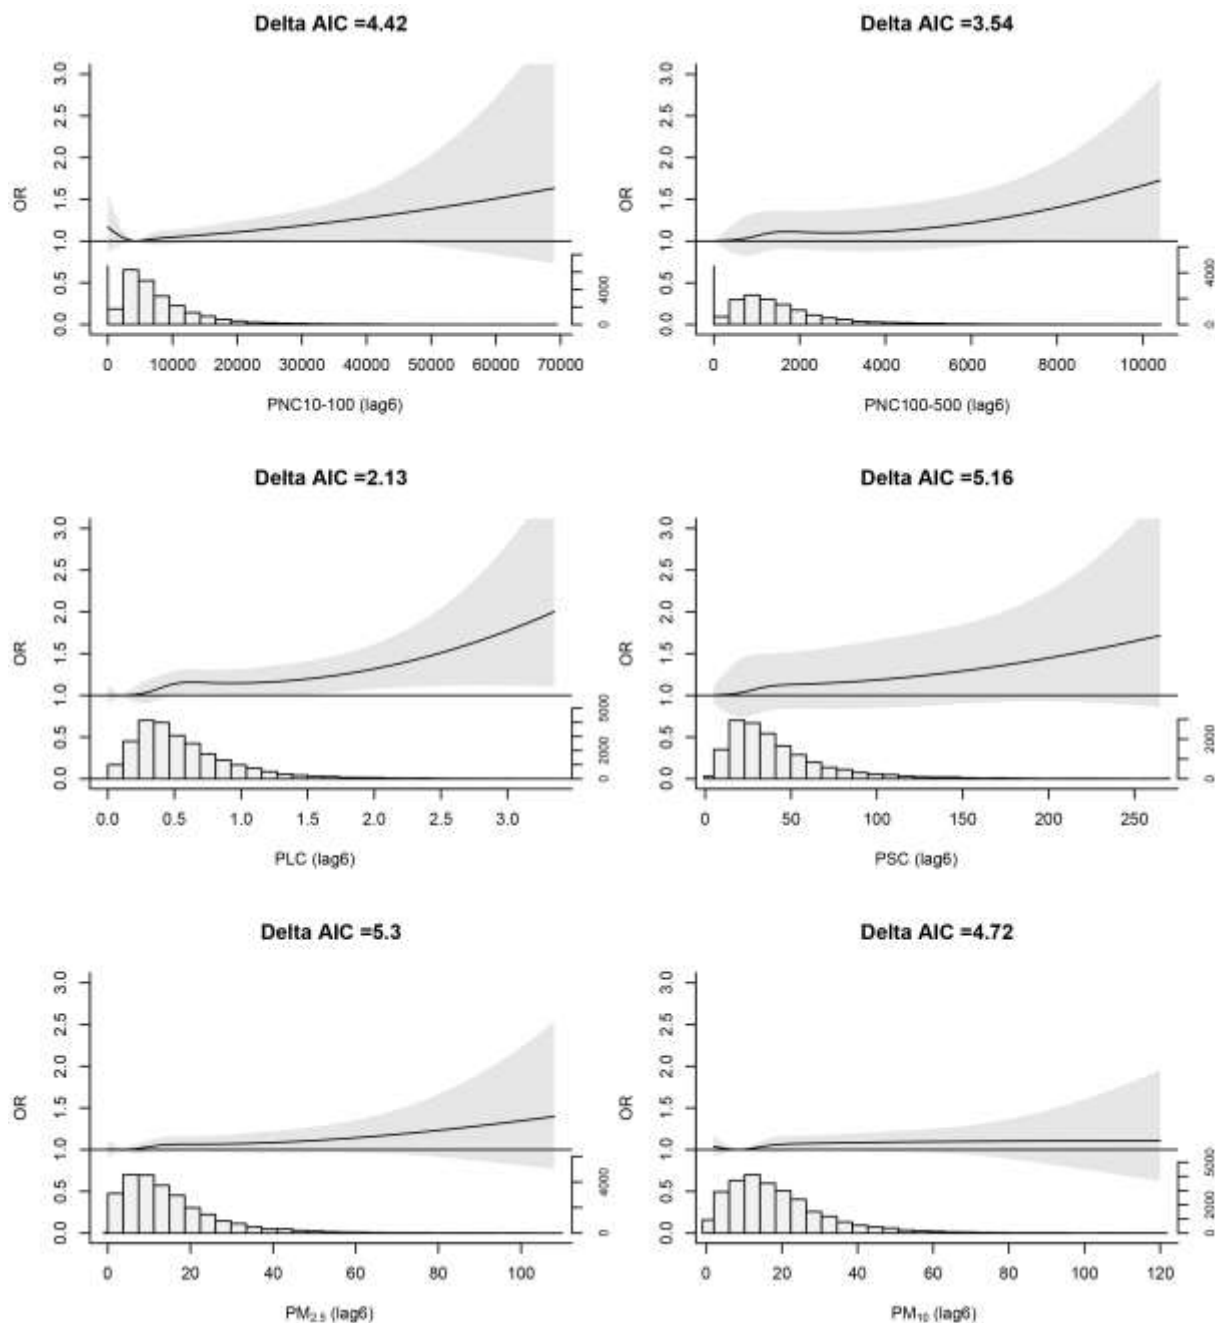 Delta AIC =4.42
OR
0.0 0.5 1.0 1.5 2.0 2.5 3.0
0 4000
0 10000 20000 30000 40000 50000 60000 70000
PNC10-100 (lag6)
Delta AIC =3.54
OR
0.0 0.5 1.0 1.5 2.0 2.5 3.0
0 4000
0 2000 4000 6000 8000 10000
PNC100-500 (lag6)
Delta AIC =2.13
OR
0.0 0.5 1.0 1.5 2.0 2.5 3.0
0 2000 5000
0.0 0.5 1.0 1.5 2.0 2.5 3.0
PLC (lag6)
Delta AIC =5.16
OR
0.0 0.5 1.0 1.5 2.0 2.5 3.0
0 2000
0 50 100 150 200 250
PSC (lag6)
Delta AIC =5.3
OR
0.0 0.5 1.0 1.5 2.0 2.5 3.0
0 4000
0 20 40 60 80 100
PM₂.₅ (lag6)
Delta AIC =4.72
OR
0.0 0.5 1.0 1.5 2.0 2.5 3.0
0 2000 5000
0 20 40 60 80 100 120
PM₁₀ (lag6)